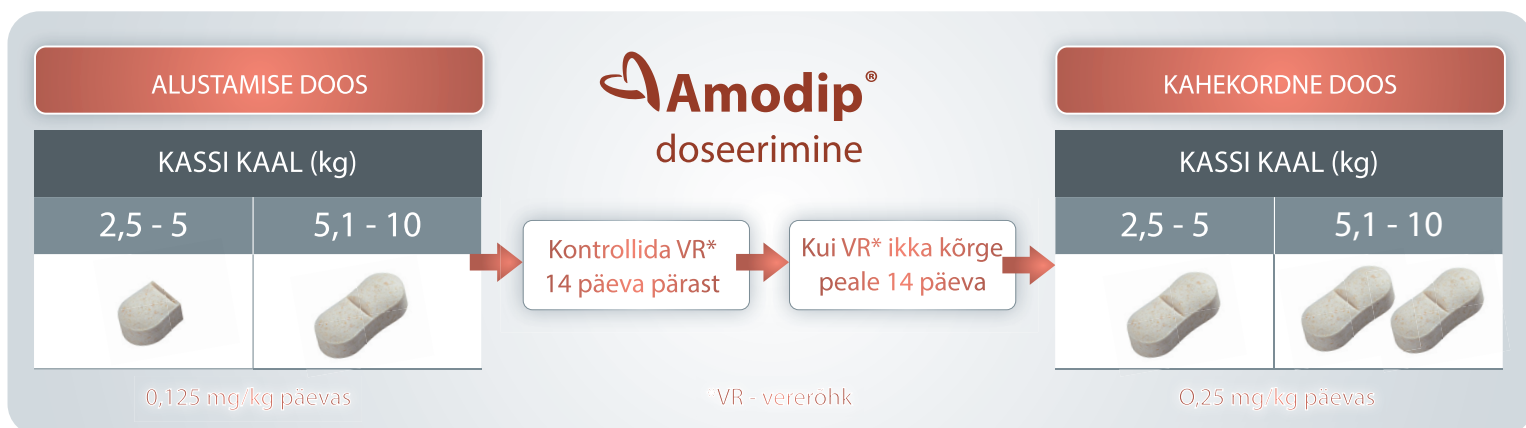 ALUSTAMISE DOOS
KASSI KAAL (kg)
2,5 - 5
5,1 - 10
0,125 mg/kg päevas
Amodip®
doseerimine
Kontrollida VR*
14 päeva pärast
Kui VR* ikka kõrge
peale 14 päeva
*VR - vererõhk
KAHEKORDNE DOOS
KASSI KAAL (kg)
2,5 - 5
5,1 - 10
O,25 mg/kg päevas